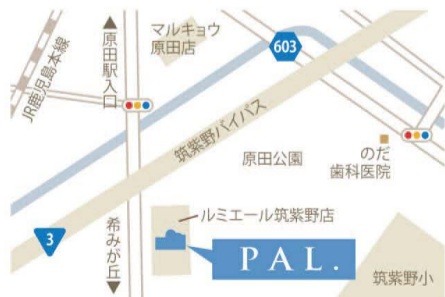 ▲原田駅入口
マルキョウ
原田店
603
JR鹿児島本線
筑紫野バイパス
原田公園
のだ
歯科医院
3
希みが丘▼
ルミエール筑紫野店
PAL.
筑紫野小